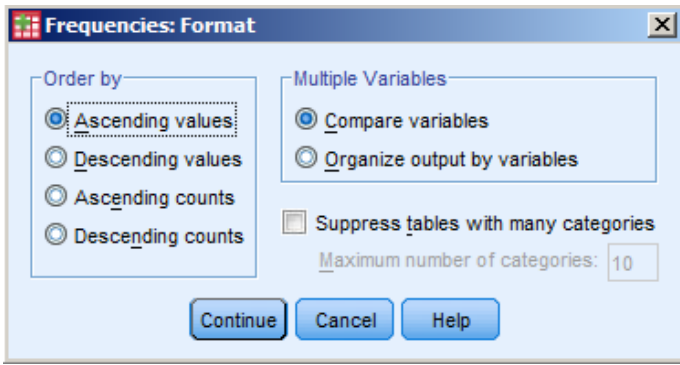 Frequencies: Format
Order by
Ascending values
Descending values
Ascending counts
Descending counts
Multiple Variables
Compare variables
Organize output by variables
Suppress tables with many categories
Maximum number of categories: 10
Continue Cancel Help